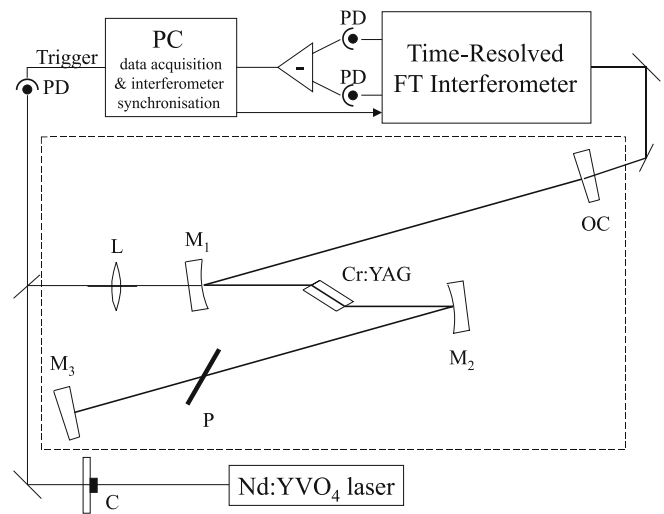 PD
PC
data acquisition
& interferometer
synchronisation
Trigger
PD
-
PD
Time-Resolved
FT Interferometer
OC
L
M1
Cr:YAG
M2
M3
P
C
Nd:YVO4 laser